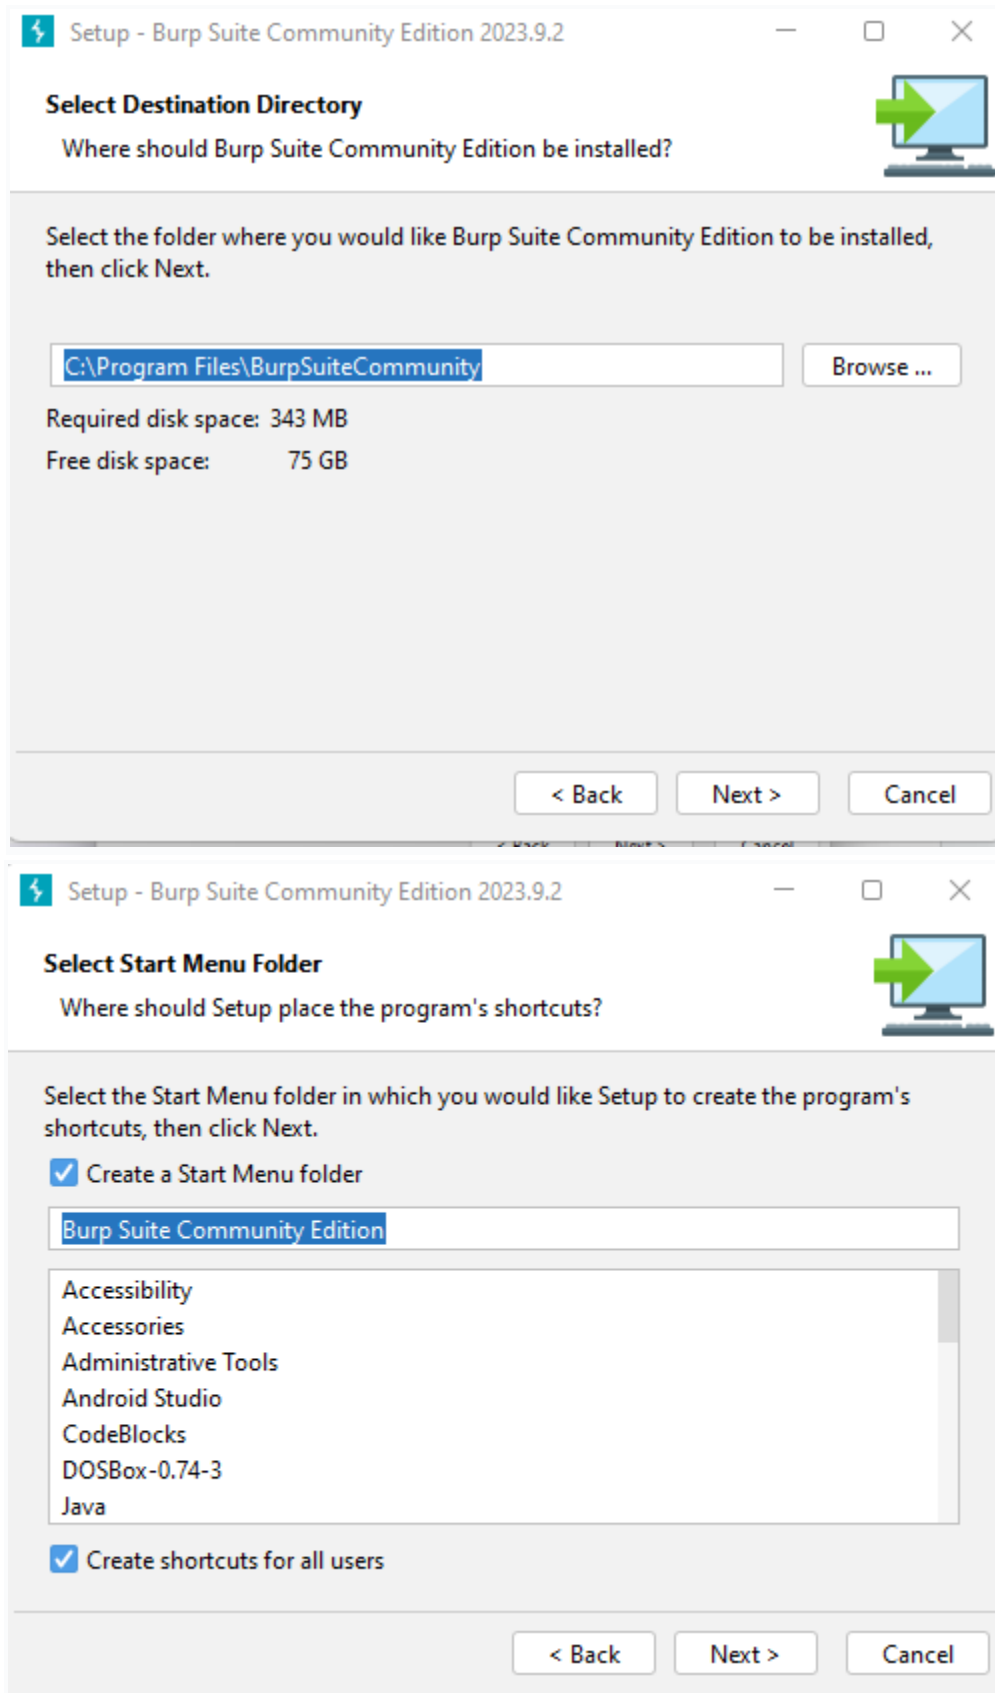 Setup - Burp Suite Community Edition 2023.9.2
Select Destination Directory
Where should Burp Suite Community Edition be installed?
Select the folder where you would like Burp Suite Community Edition to be installed,
then click Next.
C:\Program Files\BurpSuiteCommunity
Browse ...
Required disk space: 343 MB
Free disk space: 75 GB
< Back Next > Cancel
< Back Next > Cancel
Setup - Burp Suite Community Edition 2023.9.2
Select Start Menu Folder
Where should Setup place the program's shortcuts?
Select the Start Menu folder in which you would like Setup to create the program's
shortcuts, then click Next.
Create a Start Menu folder
Burp Suite Community Edition
Accessibility
Accessories
Administrative Tools
Android Studio
CodeBlocks
DOSBox-0.74-3
Java
Create shortcuts for all users
< Back Next > Cancel